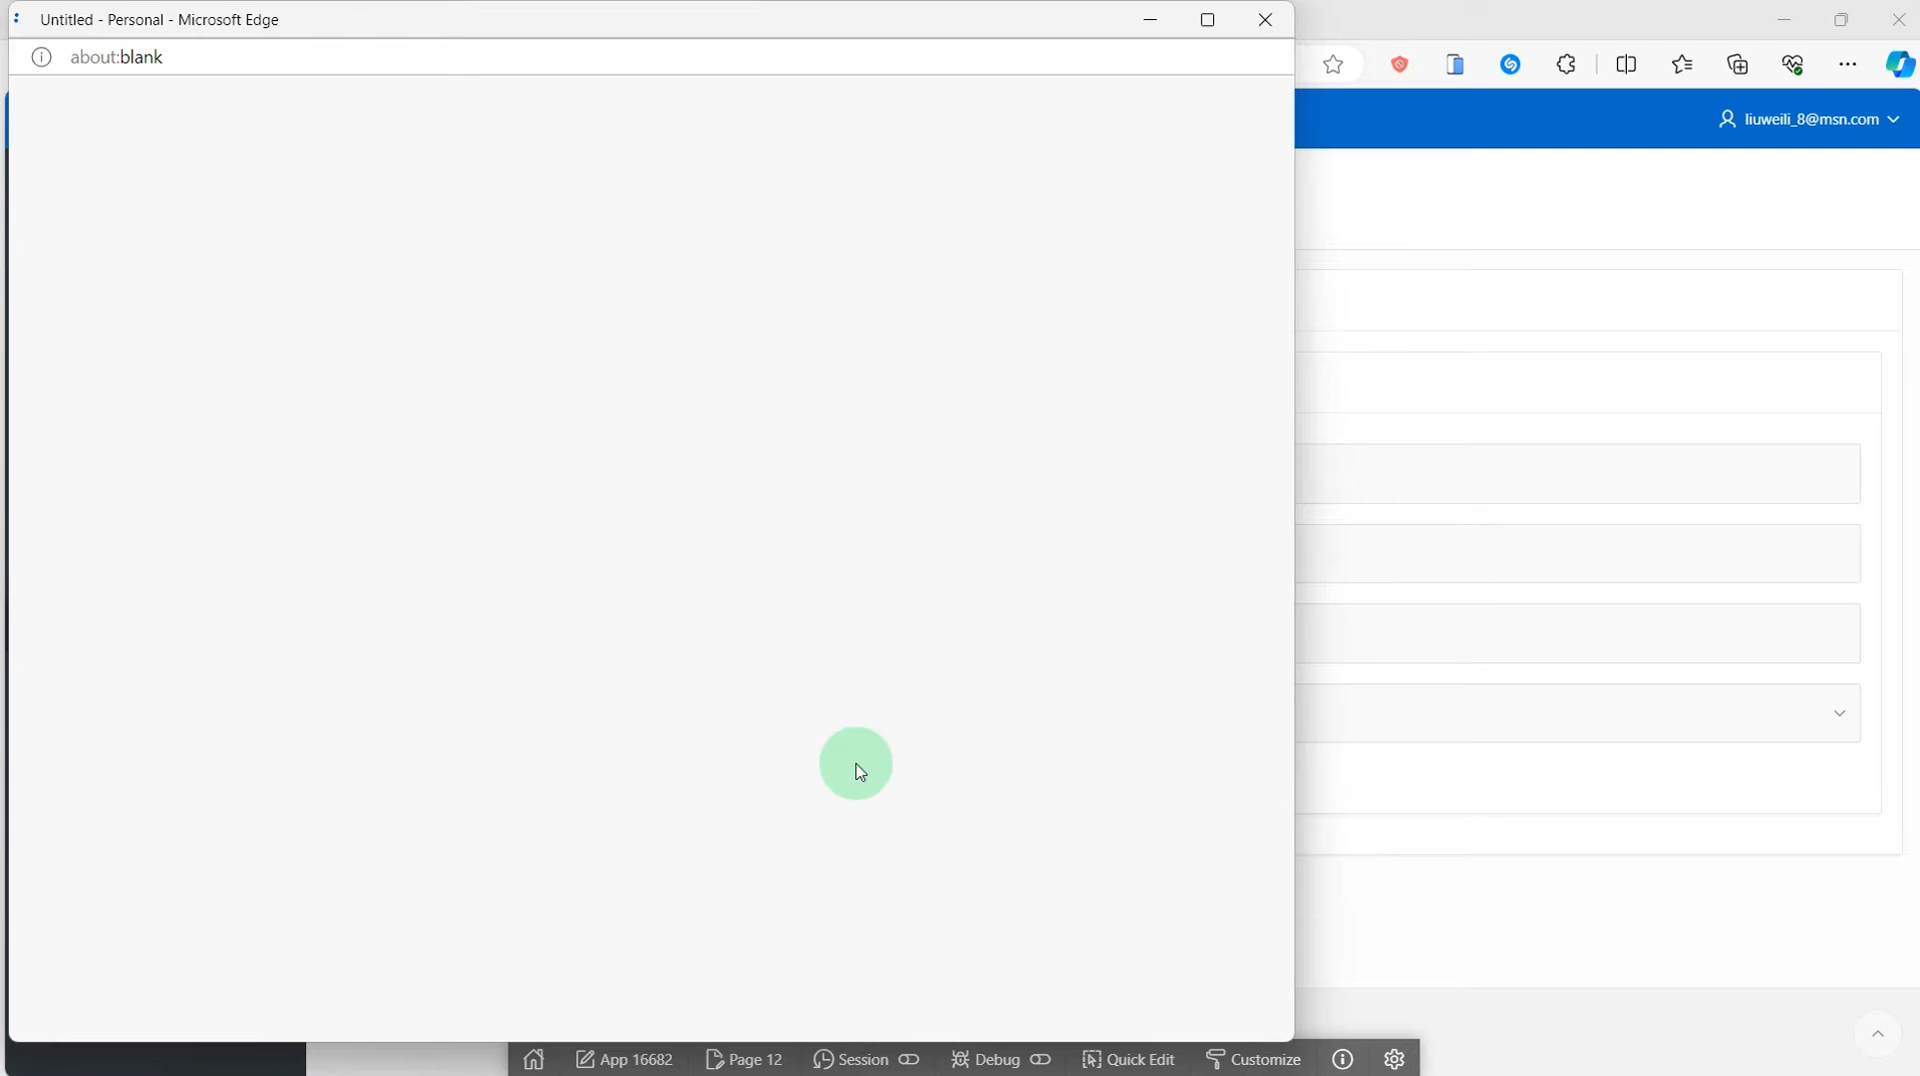 Untitled - Personal - Microsoft Edge
about:blank
liuweili_8@msn.com
App 16682
Page 12
Session
Debug
Quick Edit
Customize